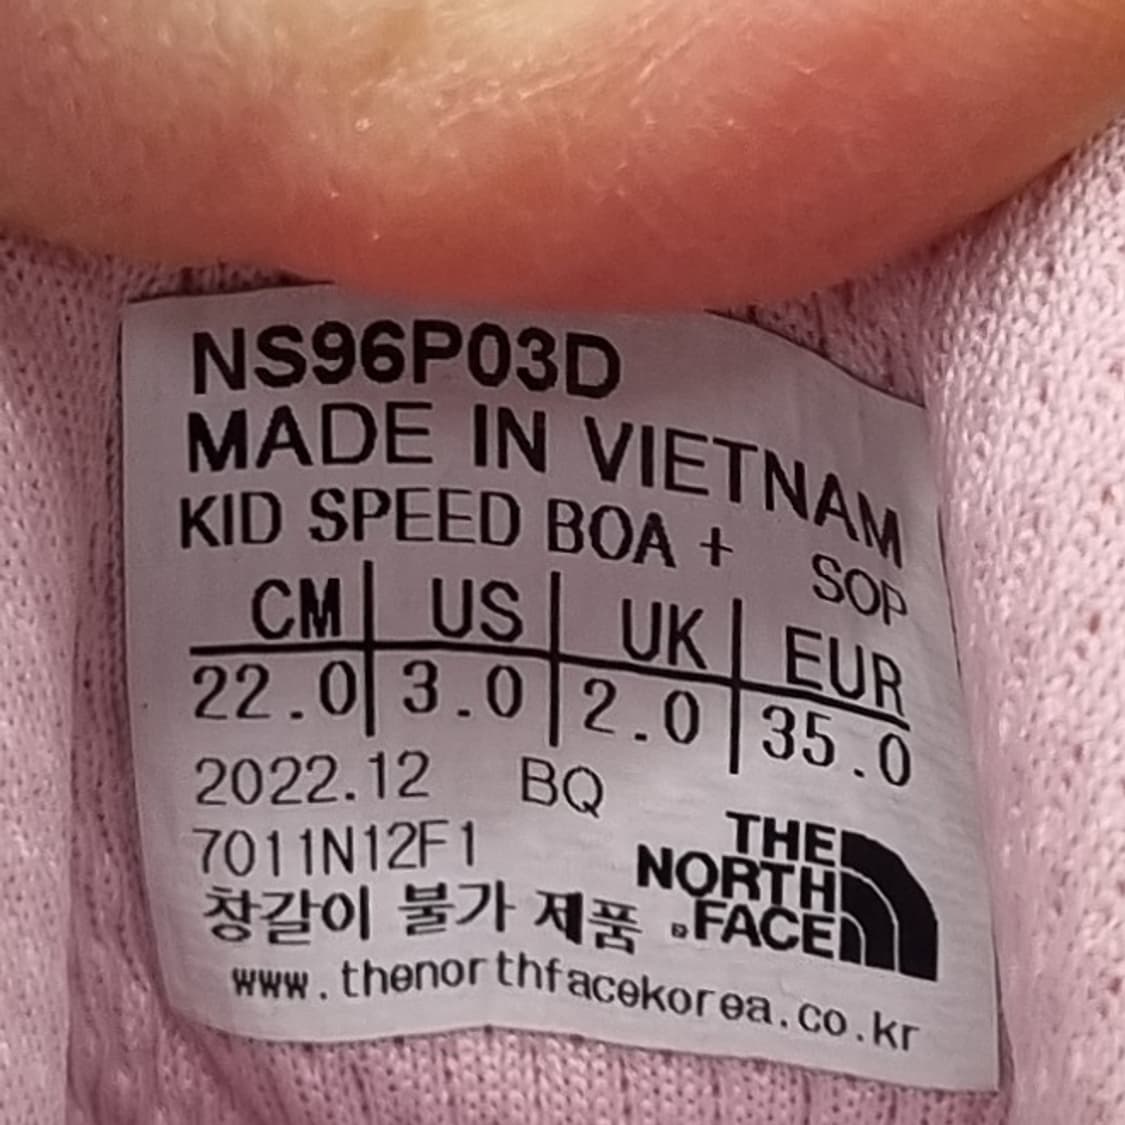 NS96P03D
MADE IN VIETNAM
KID SPEED BOA + SOP
CM US UK EUR
22.0 3.0 2.0 35.0
2022.12 BQ
7011N12F1
창갈이 불가 제품
THE
NORTH
FACE
www.thenorthfacekorea.co.kr